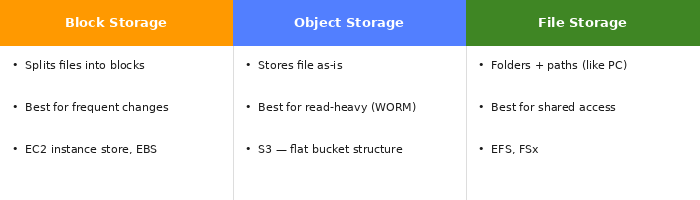 Block Storage
• Splits files into blocks
• Best for frequent changes
• EC2 instance store, EBS
Object Storage
• Stores file as-is
• Best for read-heavy (WORM)
• S3 — flat bucket structure
File Storage
• Folders + paths (like PC)
• Best for shared access
• EFS, FSx